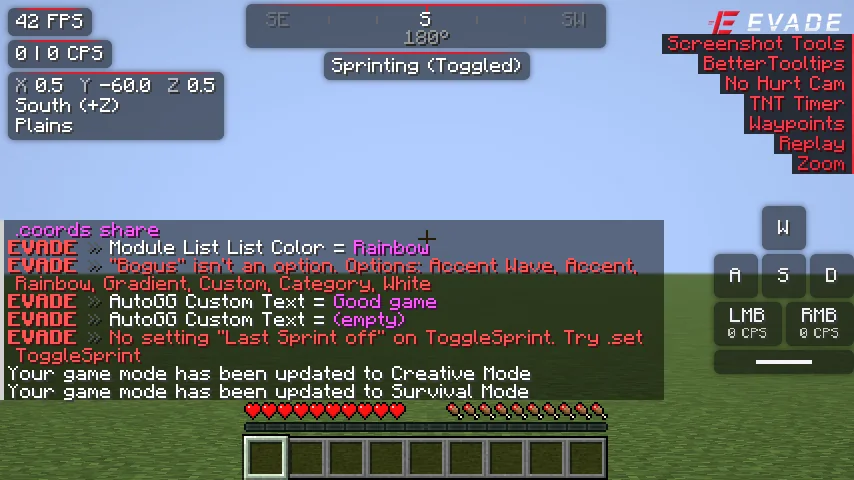 42 FPS
SE S SW
180°
EVADE
0 | 0 CPS
Sprinting (Toggled)
X 0.5 Y -60.0 Z 0.5
South (+Z)
Plains
Screenshot Tools
BetterTooltips
No Hurt Cam
TNT Timer
Waypoints
Replay
Zoom
.coords share
EVADE » Module List List Color = Rainbow
EVADE » "Bogus" isn't an option. Options: Accent Wave, Accent,
Rainbow, Gradient, Custom, Category, White
EVADE » AutoGG Custom Text = Good game
EVADE » AutoGG Custom Text = (empty)
EVADE » No setting "Last Sprint off" on ToggleSprint. Try .set
ToggleSprint
Your game mode has been updated to Creative Mode
Your game mode has been updated to Survival Mode
W
A S D
LMB RMB
0 CPS 0 CPS